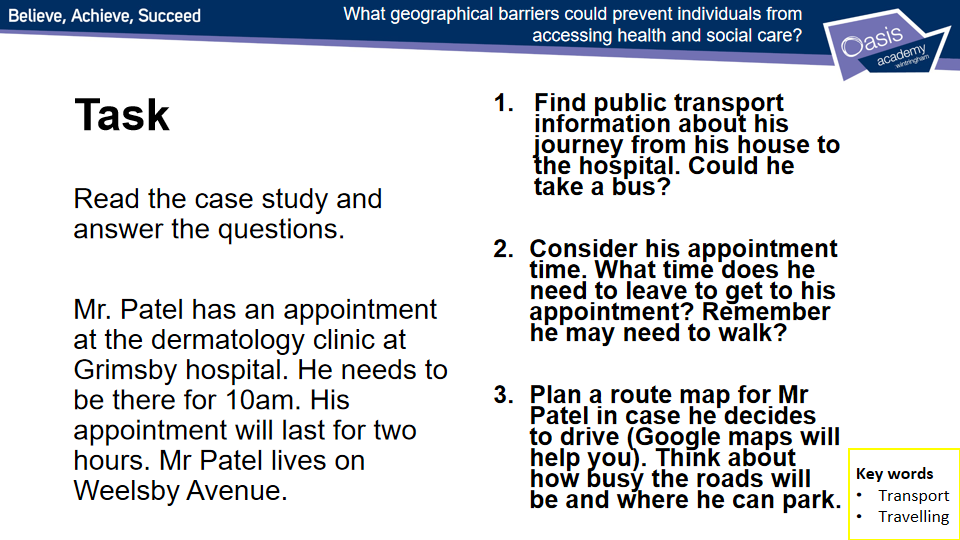 Believe, Achieve, Succeed
What geographical barriers could prevent individuals from
accessing health and social care?
Oasis
academy
wintringham
Task
Read the case study and
answer the questions.
Mr. Patel has an appointment
at the dermatology clinic at
Grimsby hospital. He needs to
be there for 10am. His
appointment will last for two
hours. Mr Patel lives on
Weelsby Avenue.
1. Find public transport
information about his
journey from his house to
the hospital. Could he
take a bus?
2. Consider his appointment
time. What time does he
need to leave to get to his
appointment? Remember
he may need to walk?
3. Plan a route map for Mr
Patel in case he decides
to drive (Google maps will
help you). Think about
how busy the roads will
be and where he can park.
Key words
• Transport
• Travelling